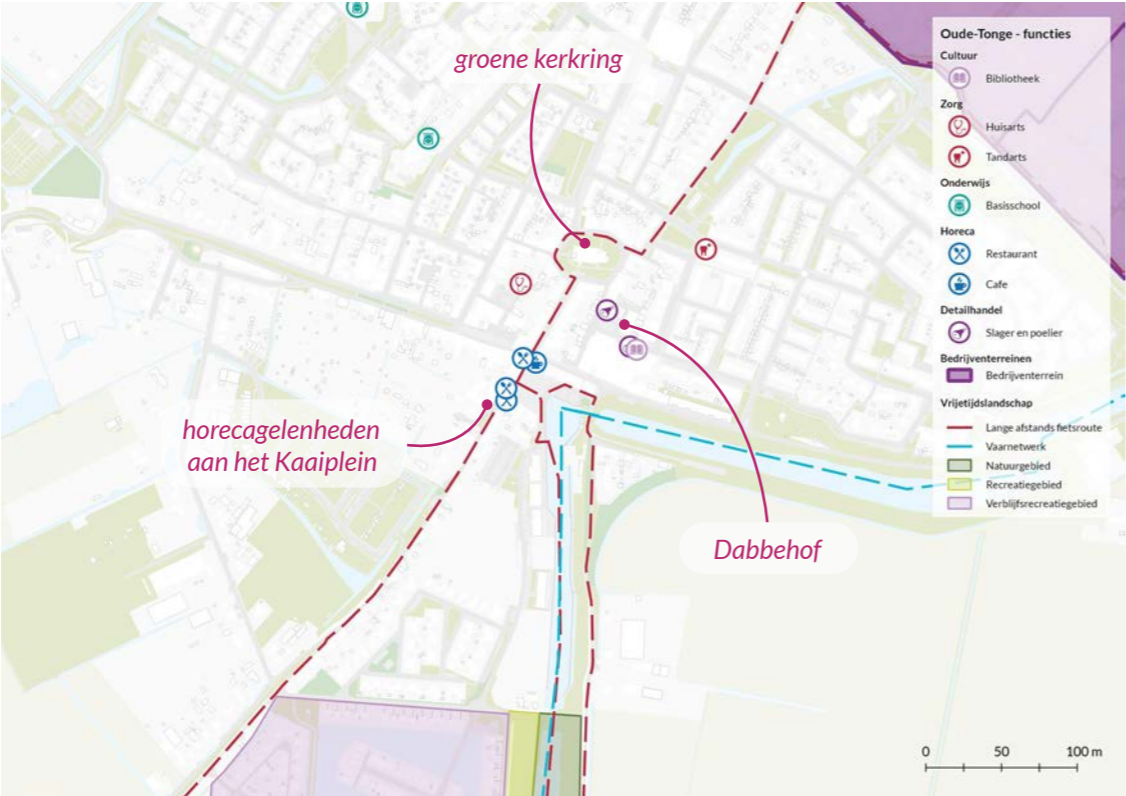 groene kerkring
horecagelenheden
aan het Kaaiplein
Dabbehof
Oude-Tonge - functies
Cultuur
Bibliotheek
Zorg
Huisarts
Tandarts
Onderwijs
Basisschool
Horeca
Restaurant
Cafe
Detailhandel
Slager en poelier
Bedrijventerreinen
Bedrijventerrein
Vrijetijdslandschap
Lange afstands fietsroute
Vaarnetwerk
Natuurgebied
Recreatiegebied
Verblijfsrecreatiegebied
0 50 100 m